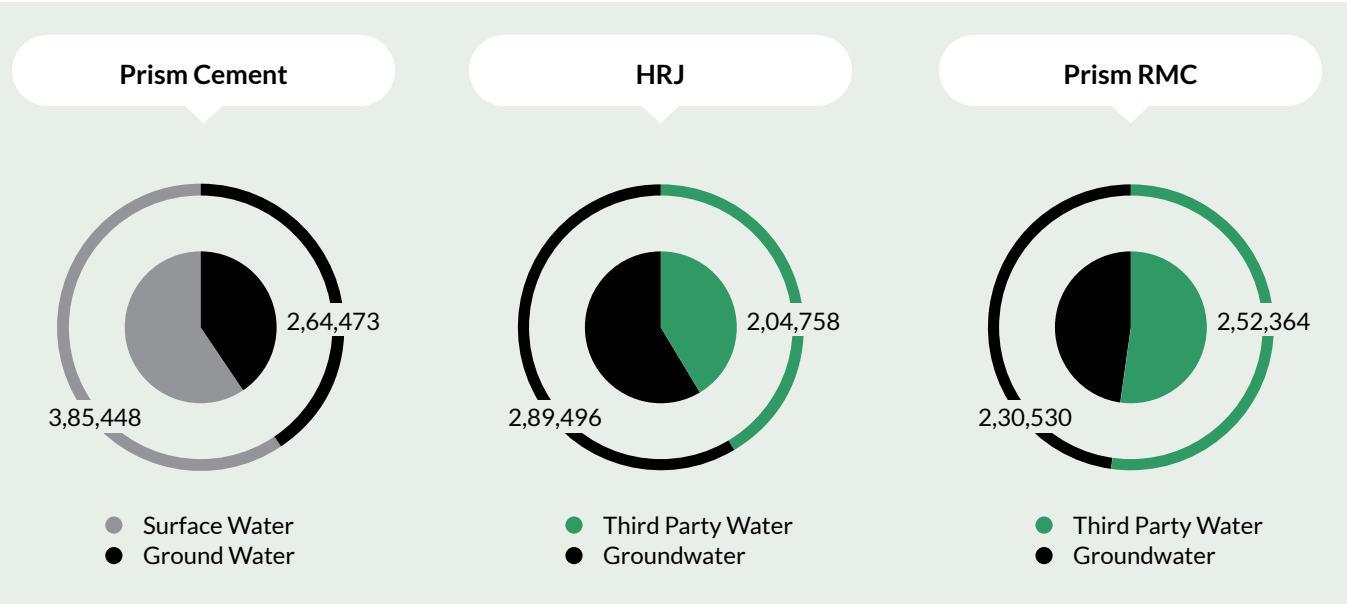 Prism Cement
2,64,473
3,85,448
Surface Water
Ground Water
HRJ
2,04,758
2,89,496
Third Party Water
Groundwater
Prism RMC
2,52,364
2,30,530
Third Party Water
Groundwater